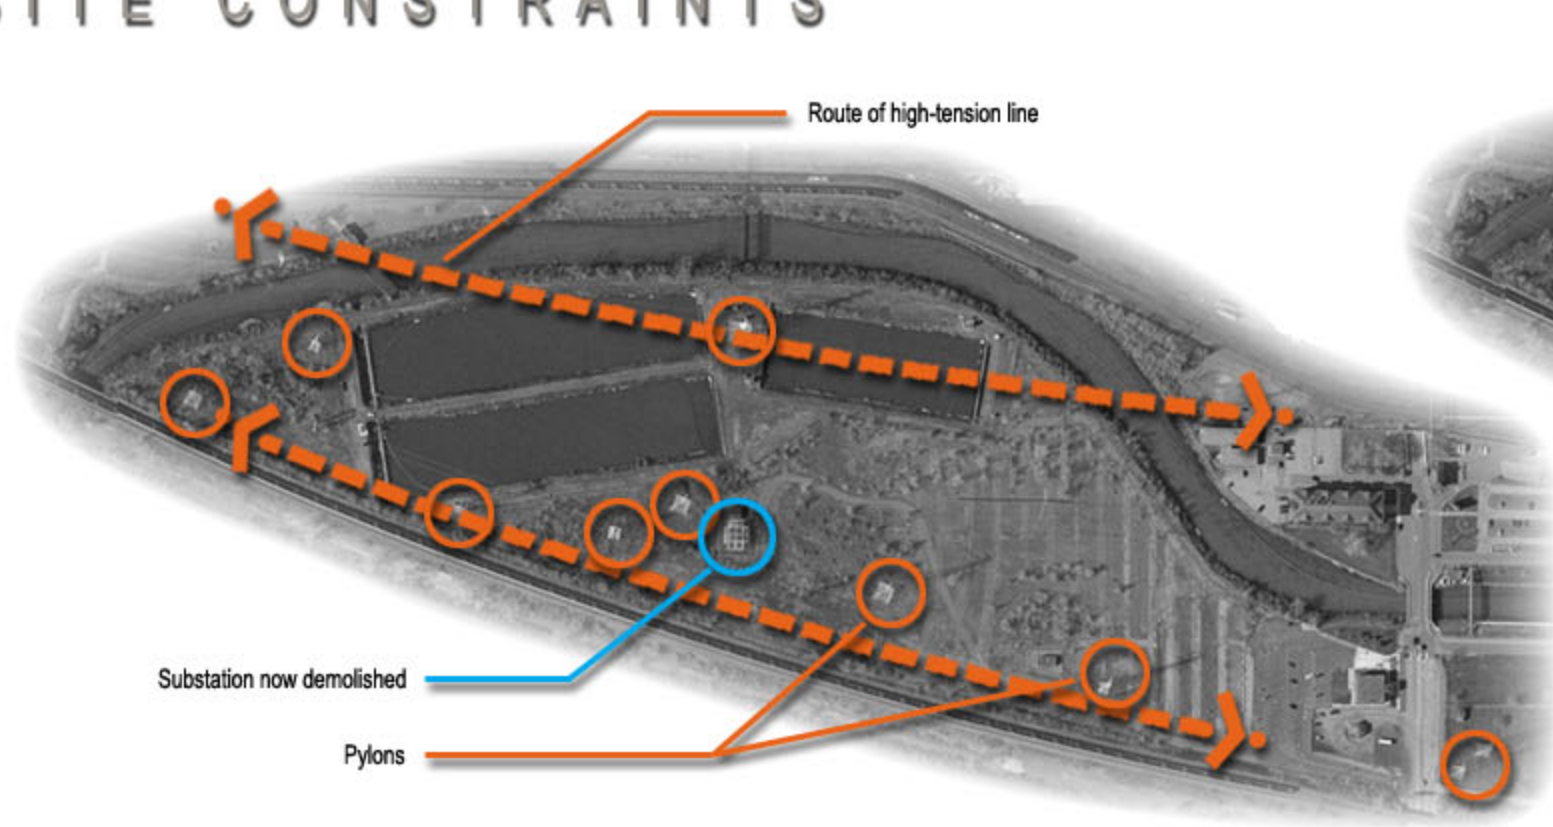 SITE CONSTRAINTS
Route of high-tension line
Substation now demolished
Pylons